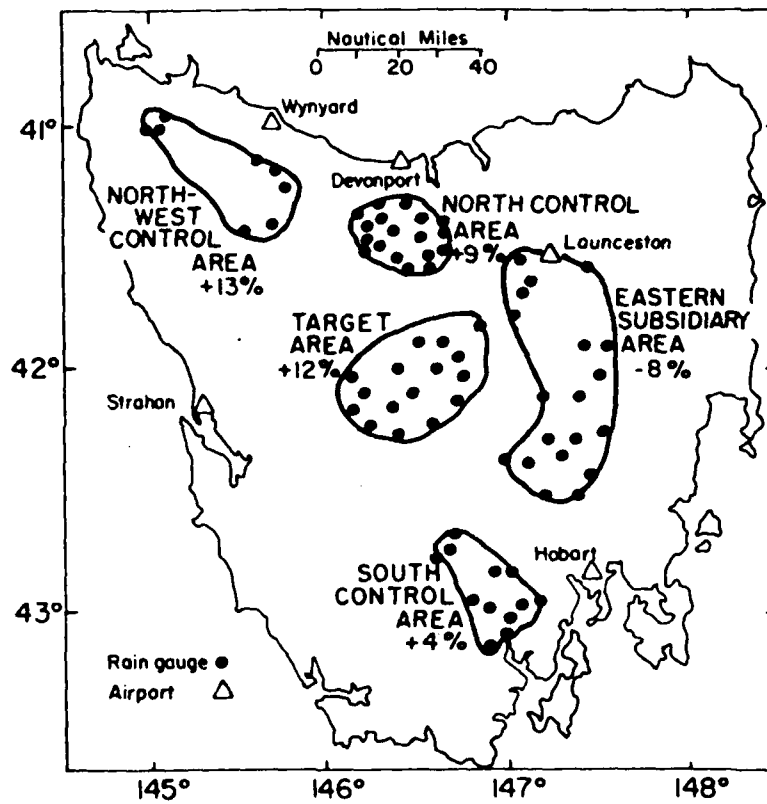 Nautical Miles
0 20 40
Wynyard
41°
Devonport
NORTH-
WEST
CONTROL
AREA
+13%
NORTH CONTROL
AREA
+9%
Launceston
TARGET
AREA
+12%
EASTERN
SUBSIDIARY
AREA
-8%
42°
Strahan
Hobart
SOUTH
CONTROL
AREA
+4%
43°
Rain gauge
Airport
145° 146° 147° 148°